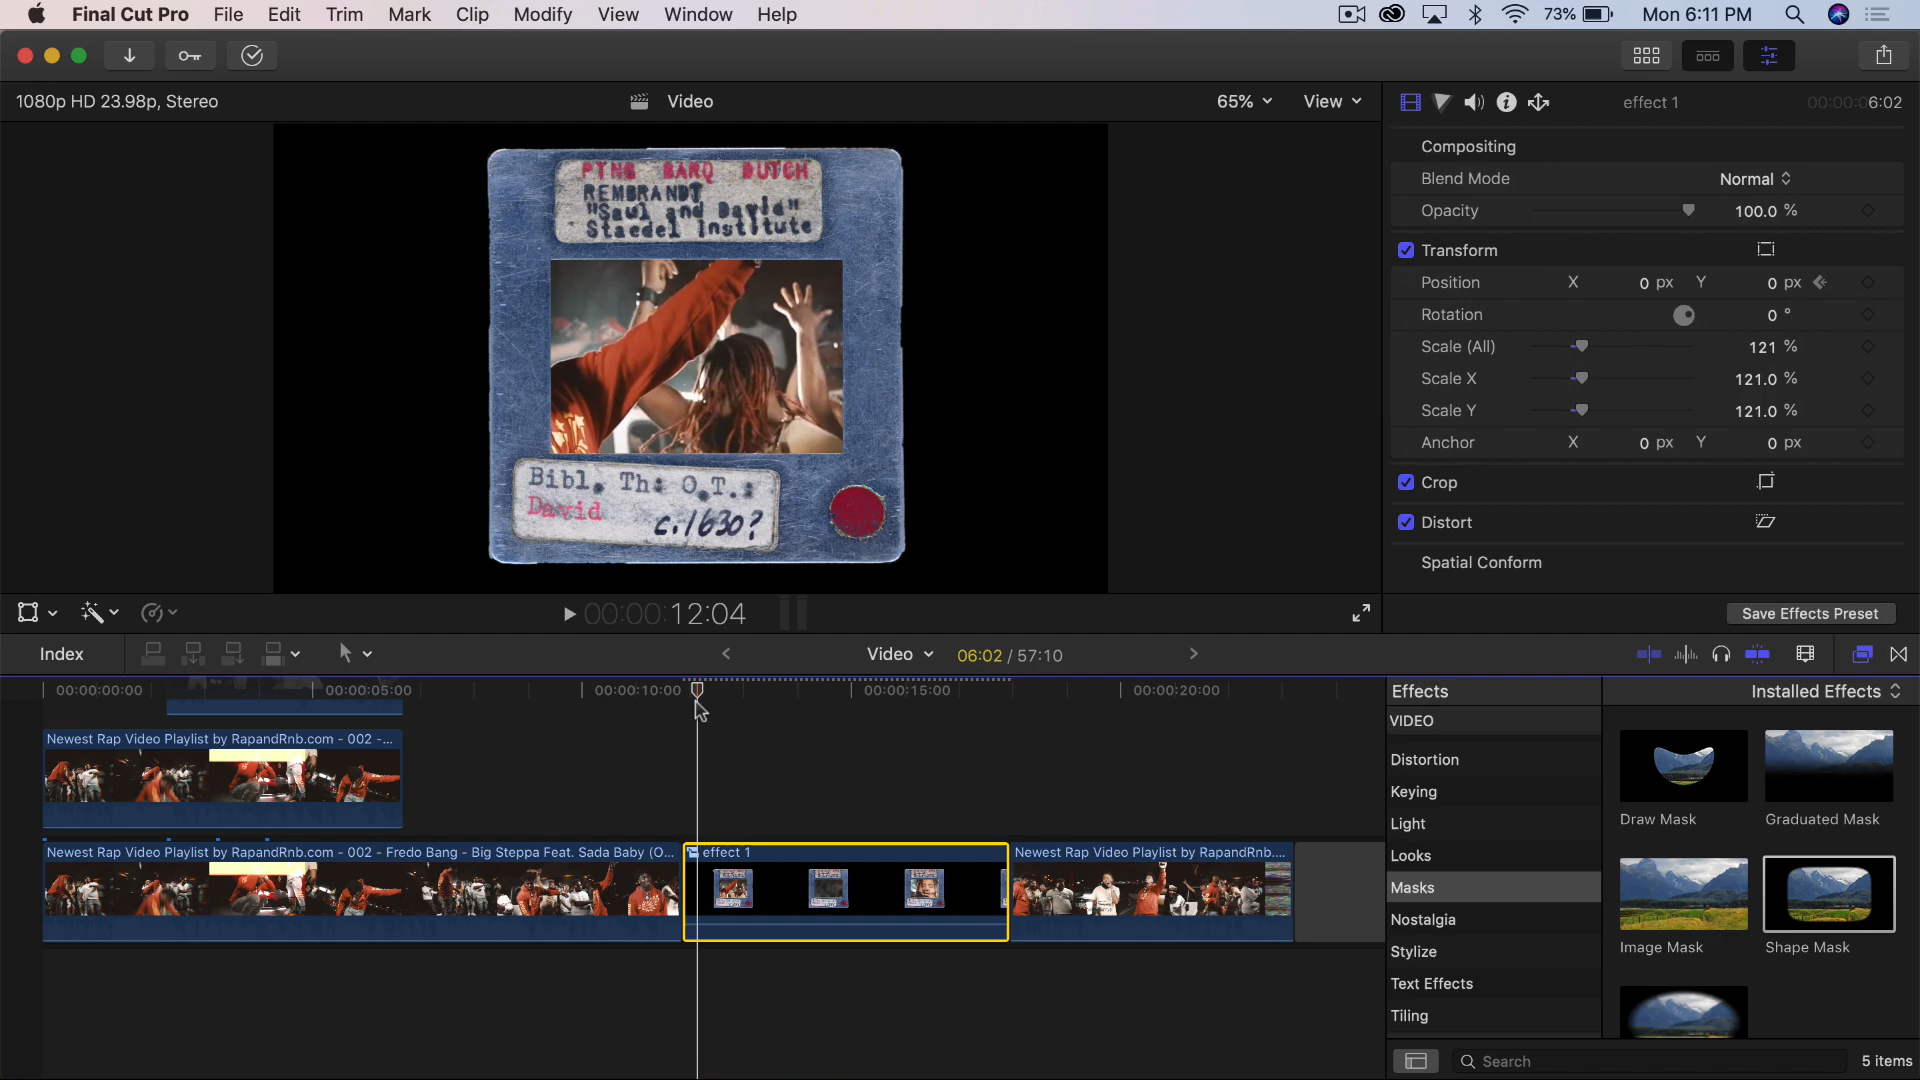 Final Cut Pro File Edit Trim Mark Clip Modify View Window Help 73% Mon 6:11 PM
1080p HD 23.98p, Stereo Video 65% View effect 1 00:00:06:02
PTNG BARQ DUTCH
REMBRANDT
"Saul and David"
Staedel Institute
Bibl. Th: O.T.:
David
c.1630?
Compositing
Blend Mode Normal
Opacity 100.0 %
Transform
Position X 0 px Y 0 px
Rotation 0 °
Scale (All) 121 %
Scale X 121.0 %
Scale Y 121.0 %
Anchor X 0 px Y 0 px
Crop
Distort
Spatial Conform
00:00:12:04 Save Effects Preset
Index Video 06:02 / 57:10
00:00:00:00 00:00:05:00 00:00:10:00 00:00:15:00 00:00:20:00
Newest Rap Video Playlist by RapandRnb.com - 002 -...
Newest Rap Video Playlist by RapandRnb.com - 002 - Fredo Bang - Big Steppa Feat. Sada Baby (O... effect 1 Newest Rap Video Playlist by RapandRnb....
Effects Installed Effects
VIDEO
Distortion
Keying
Light
Looks
Masks
Nostalgia
Stylize
Text Effects
Tiling
Draw Mask Graduated Mask
Image Mask Shape Mask
Search 5 items